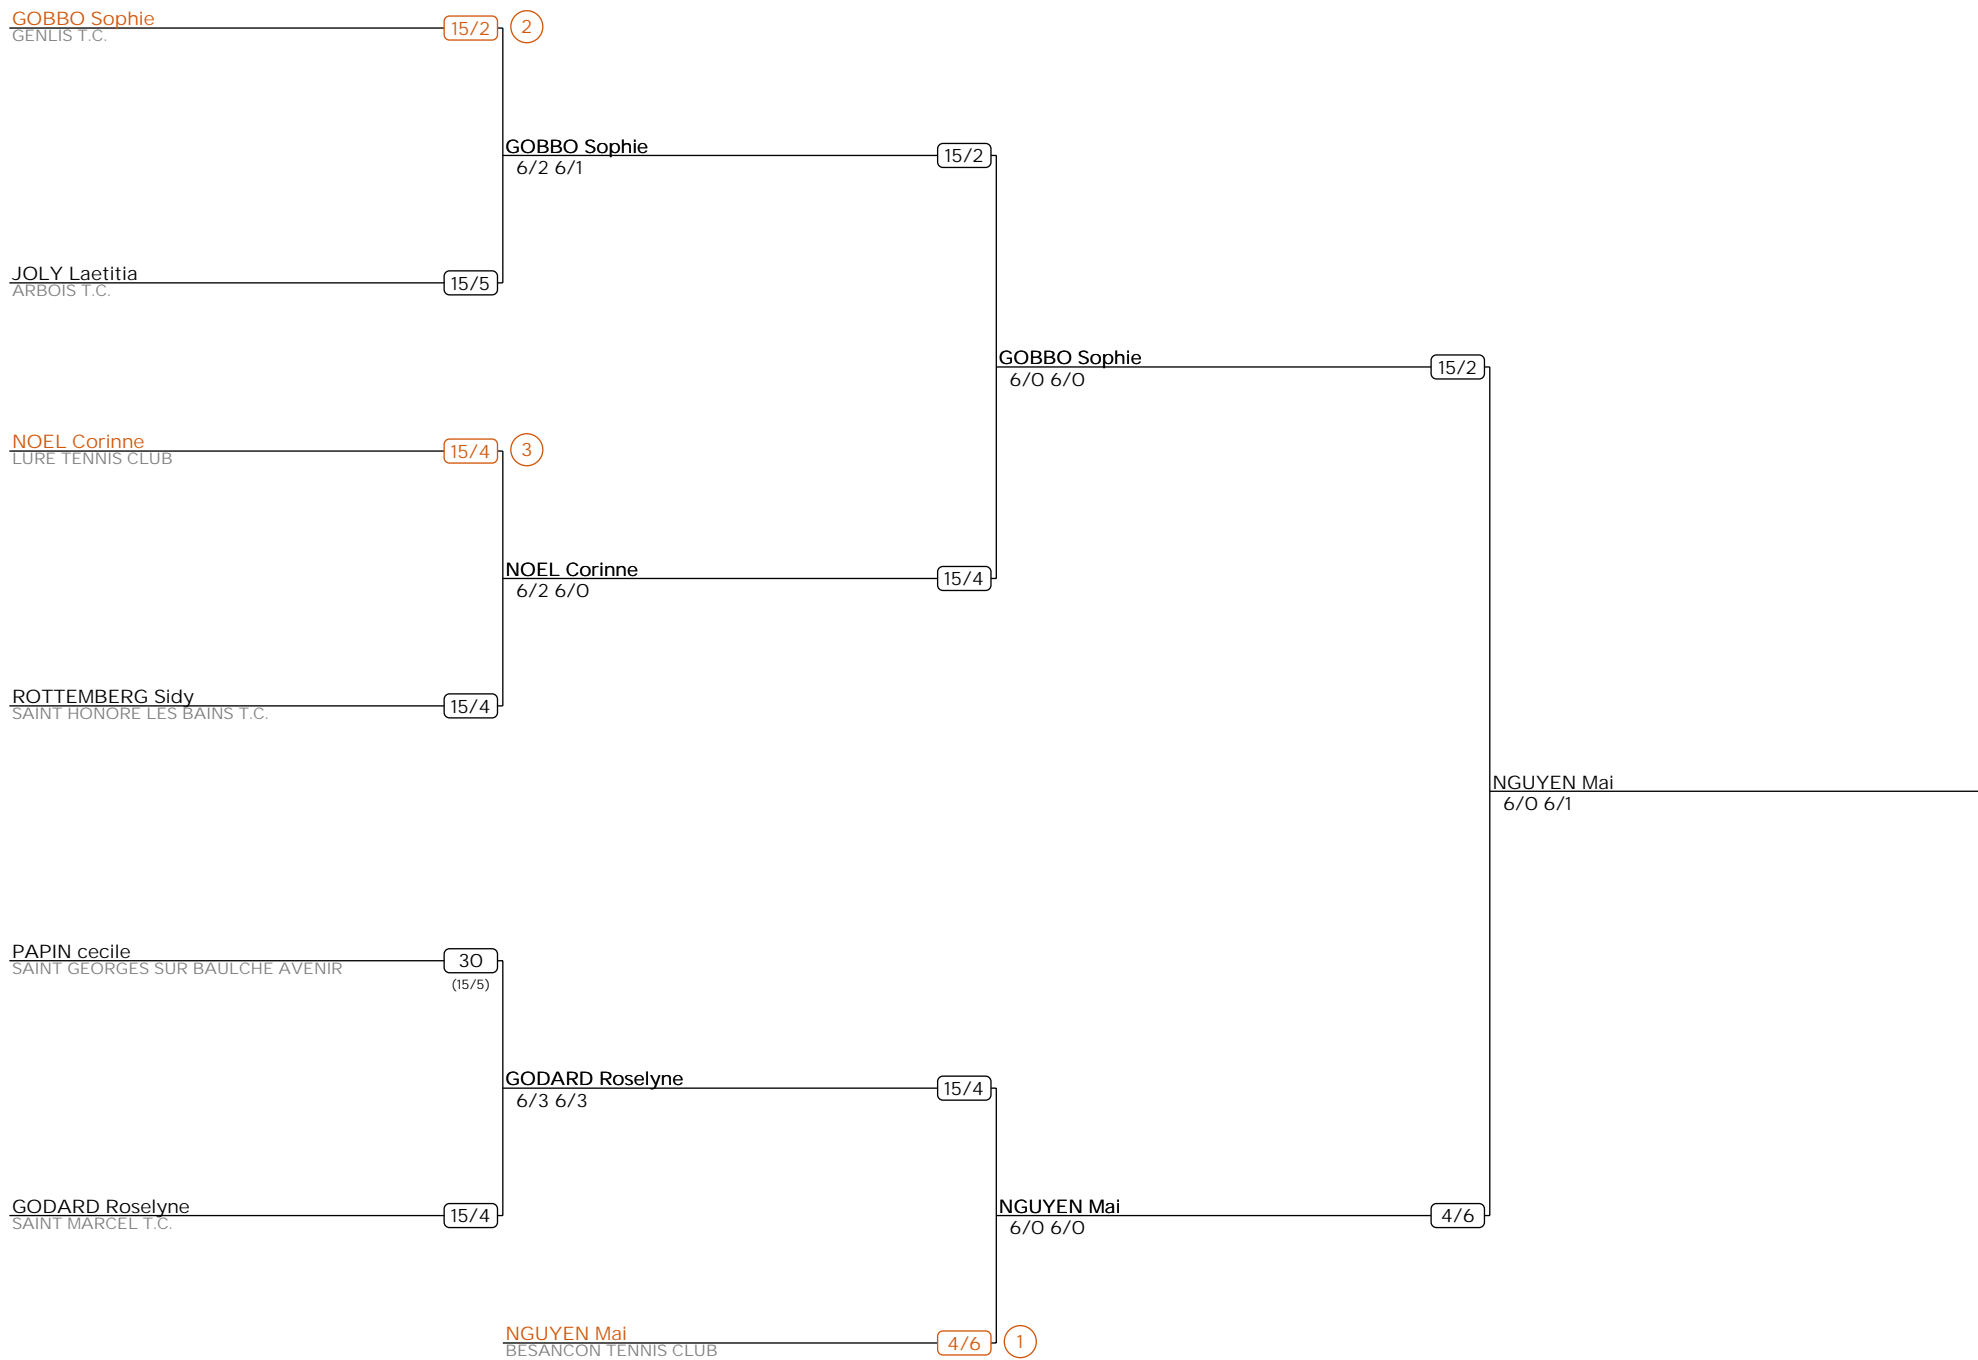 GOBBO Sophie
GENLIS T.C.
15/2
2
GOBBO Sophie
6/2 6/1
15/2
JOLY Laetitia
ARBOIS T.C.
15/5
GOBBO Sophie
6/0 6/0
15/2
NOEL Corinne
LURE TENNIS CLUB
15/4
3
NOEL Corinne
6/2 6/0
15/4
ROTTEMBERG Sidy
SAINT HONORE LES BAINS T.C.
15/4
NGUYEN Mai
6/0 6/1
PAPIN cecile
SAINT GEORGES SUR BAULCHE AVENIR
30
(15/5)
GODARD Roselyne
6/3 6/3
15/4
GODARD Roselyne
SAINT MARCEL T.C.
15/4
NGUYEN Mai
6/0 6/0
4/6
NGUYEN Mai
BESANCON TENNIS CLUB
4/6
1